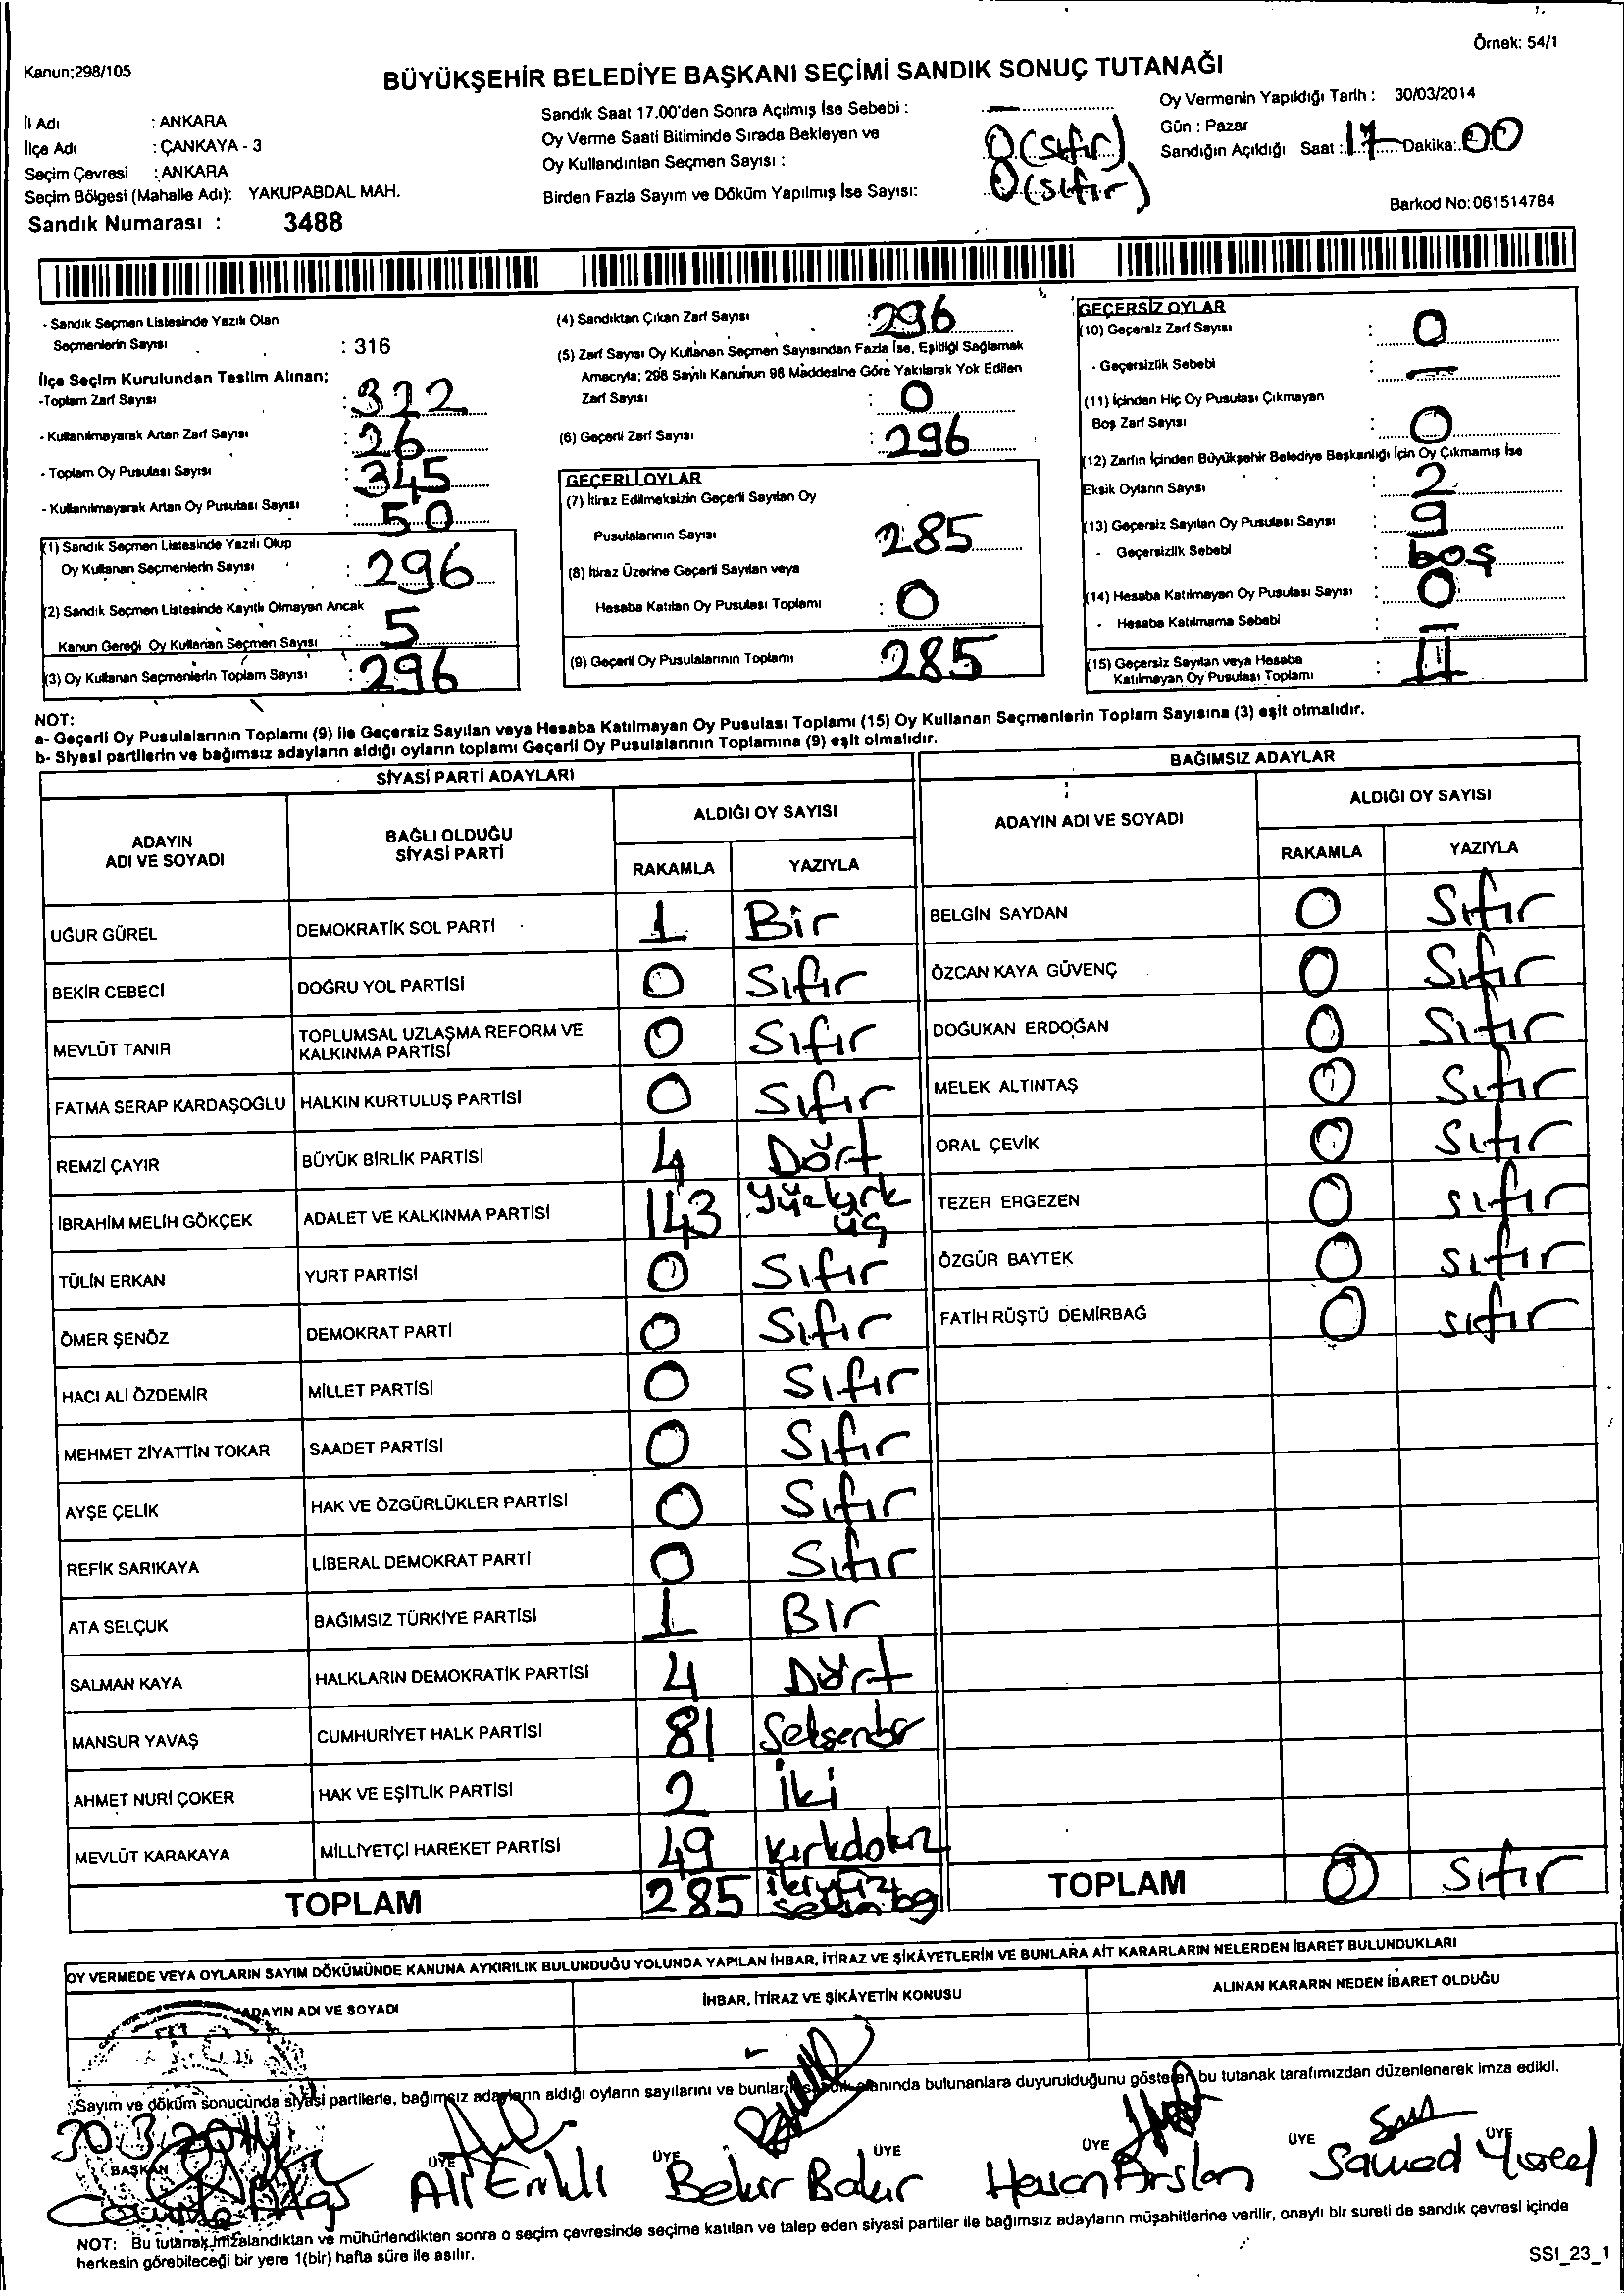 Örnek: 54/1
Kanun;298/105
BÜYÜKŞEHİR BELEDİYE BAŞKANI SEÇİMİ SANDIK SONUÇ TUTANAĞI
İl Adı : ANKARA
İlçe Adı : ÇANKAYA - 3
Seçim Çevresi : ANKARA
Seçim Bölgesi (Mahalle Adı): YAKUPABDAL MAH.
Sandık Numarası : 3488
Sandık Saat 17.00'den Sonra Açılmış İse Sebebi : —
Oy Verme Saati Bitiminde Sırada Bekleyen ve
Oy Kullandırılan Seçmen Sayısı : 0 (sıfır)
Birden Fazla Sayım ve Döküm Yapılmış İse Sayısı: 0 (sıfır)
Oy Vermenin Yapıldığı Tarih : 30/03/2014
Gün : Pazar
Sandığın Açıldığı Saat : 17 Dakika: 00
Barkod No: 061514784
- Sandık Seçmen Listesinde Yazılı Olan
Seçmenlerin Sayısı : 316
İlçe Seçim Kurulundan Teslim Alınan;
-Toplam Zarf Sayısı : 322
- Kullanılmayarak Artan Zarf Sayısı : 26
- Toplam Oy Pusulası Sayısı : 345
- Kullanılmayarak Artan Oy Pusulası Sayısı : 50
(1) Sandık Seçmen Listesinde Yazılı Olup
Oy Kullanan Seçmenlerin Sayısı : 296
(2) Sandık Seçmen Listesinde Kayıtlı Olmayan Ancak
Kanun Gereği Oy Kullanan Seçmen Sayısı : 5
(3) Oy Kullanan Seçmenlerin Toplam Sayısı : 296
(4) Sandıktan Çıkan Zarf Sayısı : 296
(5) Zarf Sayısı Oy Kullanan Seçmen Sayısından Fazla İse, Eşitliği Sağlamak
Amacıyla; 298 Sayılı Kanunun 98.Maddesine Göre Yakılarak Yok Edilen
Zarf Sayısı : 0
(6) Geçerli Zarf Sayısı : 296
GEÇERLİ OYLAR
(7) İtiraz Edilmeksizin Geçerli Sayılan Oy
Pusulalarının Sayısı 285
(8) İtiraz Üzerine Geçerli Sayılan veya
Hesaba Katılan Oy Pusulası Toplamı : 0
(9) Geçerli Oy Pusulalarının Toplamı 285
GEÇERSİZ OYLAR
(10) Geçersiz Zarf Sayısı : 0
- Geçersizlik Sebebi : —
(11) İçinden Hiç Oy Pusulası Çıkmayan
Boş Zarf Sayısı : 0
(12) Zarfın İçinden Büyükşehir Belediye Başkanlığı İçin Oy Çıkmamış İse
Eksik Oyların Sayısı : 2
(13) Geçersiz Sayılan Oy Pusulası Sayısı : 9
- Geçersizlik Sebebi : boş
(14) Hesaba Katılmayan Oy Pusulası Sayısı : 0
- Hesaba Katılmama Sebebi : —
(15) Geçersiz Sayılan veya Hesaba
Katılmayan Oy Pusulası Toplamı : 11
NOT:
a- Geçerli Oy Pusulalarının Toplamı (9) ile Geçersiz Sayılan veya Hesaba Katılmayan Oy Pusulası Toplamı (15) Oy Kullanan Seçmenlerin Toplam Sayısına (3) eşit olmalıdır.
b- Siyasi partilerin ve bağımsız adayların aldığı oyların toplamı Geçerli Oy Pusulalarının Toplamına (9) eşit olmalıdır.
SİYASİ PARTİ ADAYLARI
ADAYIN ADI VE SOYADI BAĞLI OLDUĞU SİYASİ PARTİ ALDIĞI OY SAYISI
RAKAMLA YAZIYLA
UĞUR GÜREL DEMOKRATİK SOL PARTİ 1 Bir
BEKİR CEBECİ DOĞRU YOL PARTİSİ 0 Sıfır
MEVLÜT TANIR TOPLUMSAL UZLAŞMA REFORM VE KALKINMA PARTİSİ 0 Sıfır
FATMA SERAP KARDAŞOĞLU HALKIN KURTULUŞ PARTİSİ 0 Sıfır
REMZİ ÇAYIR BÜYÜK BİRLİK PARTİSİ 4 Dört
İBRAHİM MELİH GÖKÇEK ADALET VE KALKINMA PARTİSİ 143 Yüzkırk üç
TÜLİN ERKAN YURT PARTİSİ 0 Sıfır
ÖMER ŞENÖZ DEMOKRAT PARTİ 0 Sıfır
HACI ALİ ÖZDEMİR MİLLET PARTİSİ 0 Sıfır
MEHMET ZİYATTİN TOKAR SAADET PARTİSİ 0 Sıfır
AYŞE ÇELİK HAK VE ÖZGÜRLÜKLER PARTİSİ 0 Sıfır
REFİK SARIKAYA LİBERAL DEMOKRAT PARTİ 0 Sıfır
ATA SELÇUK BAĞIMSIZ TÜRKİYE PARTİSİ 1 BIr
SALMAN KAYA HALKLARIN DEMOKRATİK PARTİSİ 4 Dört
MANSUR YAVAŞ CUMHURİYET HALK PARTİSİ 81 Seksenbir
AHMET NURİ ÇOKER HAK VE EŞİTLİK PARTİSİ 2 İki
MEVLÜT KARAKAYA MİLLİYETÇİ HAREKET PARTİSİ 49 Kırkdokuz
TOPLAM 285 ikiyüz seksenbeş
BAĞIMSIZ ADAYLAR
ADAYIN ADI VE SOYADI ALDIĞI OY SAYISI
RAKAMLA YAZIYLA
BELGİN SAYDAN 0 Sıfır
ÖZCAN KAYA GÜVENÇ 0 Sıfır
DOĞUKAN ERDOĞAN 0 Sıfır
MELEK ALTINTAŞ 0 Sıfır
ORAL ÇEVİK 0 Sıfır
TEZER ERGEZEN 0 sıfır
ÖZGÜR BAYTEK 0 sıfır
FATİH RÜŞTÜ DEMİRBAĞ 0 sıfır
TOPLAM 0 Sıfır
OY VERMEDE VEYA OYLARIN SAYIM DÖKÜMÜNDE KANUNA AYKIRILIK BULUNDUĞU YOLUNDA YAPILAN İHBAR, İTİRAZ VE ŞİKÂYETLERİN VE BUNLARA AİT KARARLARIN NELERDEN İBARET BULUNDUKLARI
ADAYIN ADI VE SOYADI İHBAR, İTİRAZ VE ŞİKÂYETİN KONUSU ALINAN KARARIN NEDEN İBARET OLDUĞU
Sayım ve döküm sonucunda siyasi partilerle, bağımsız adayların aldığı oyların sayılarını ve bunların sandık alanında bulunanlara duyurulduğunu gösteren bu tutanak tarafımızdan düzenlenerek imza edildi.
30.3.2014
BAŞKAN ÜYE ÜYE ÜYE ÜYE ÜYE ÜYE
Ali Bekir Bakır Hasan Arslan Samed Yücel
NOT: Bu tutanak imzalandıktan ve mühürlendikten sonra o seçim çevresinde seçime katılan ve talep eden siyasi partiler ile bağımsız adayların müşahitlerine verilir, onaylı bir sureti de sandık çevresi içinde
herkesin görebileceği bir yere 1(bir) hafta süre ile asılır.
SSI_23_1